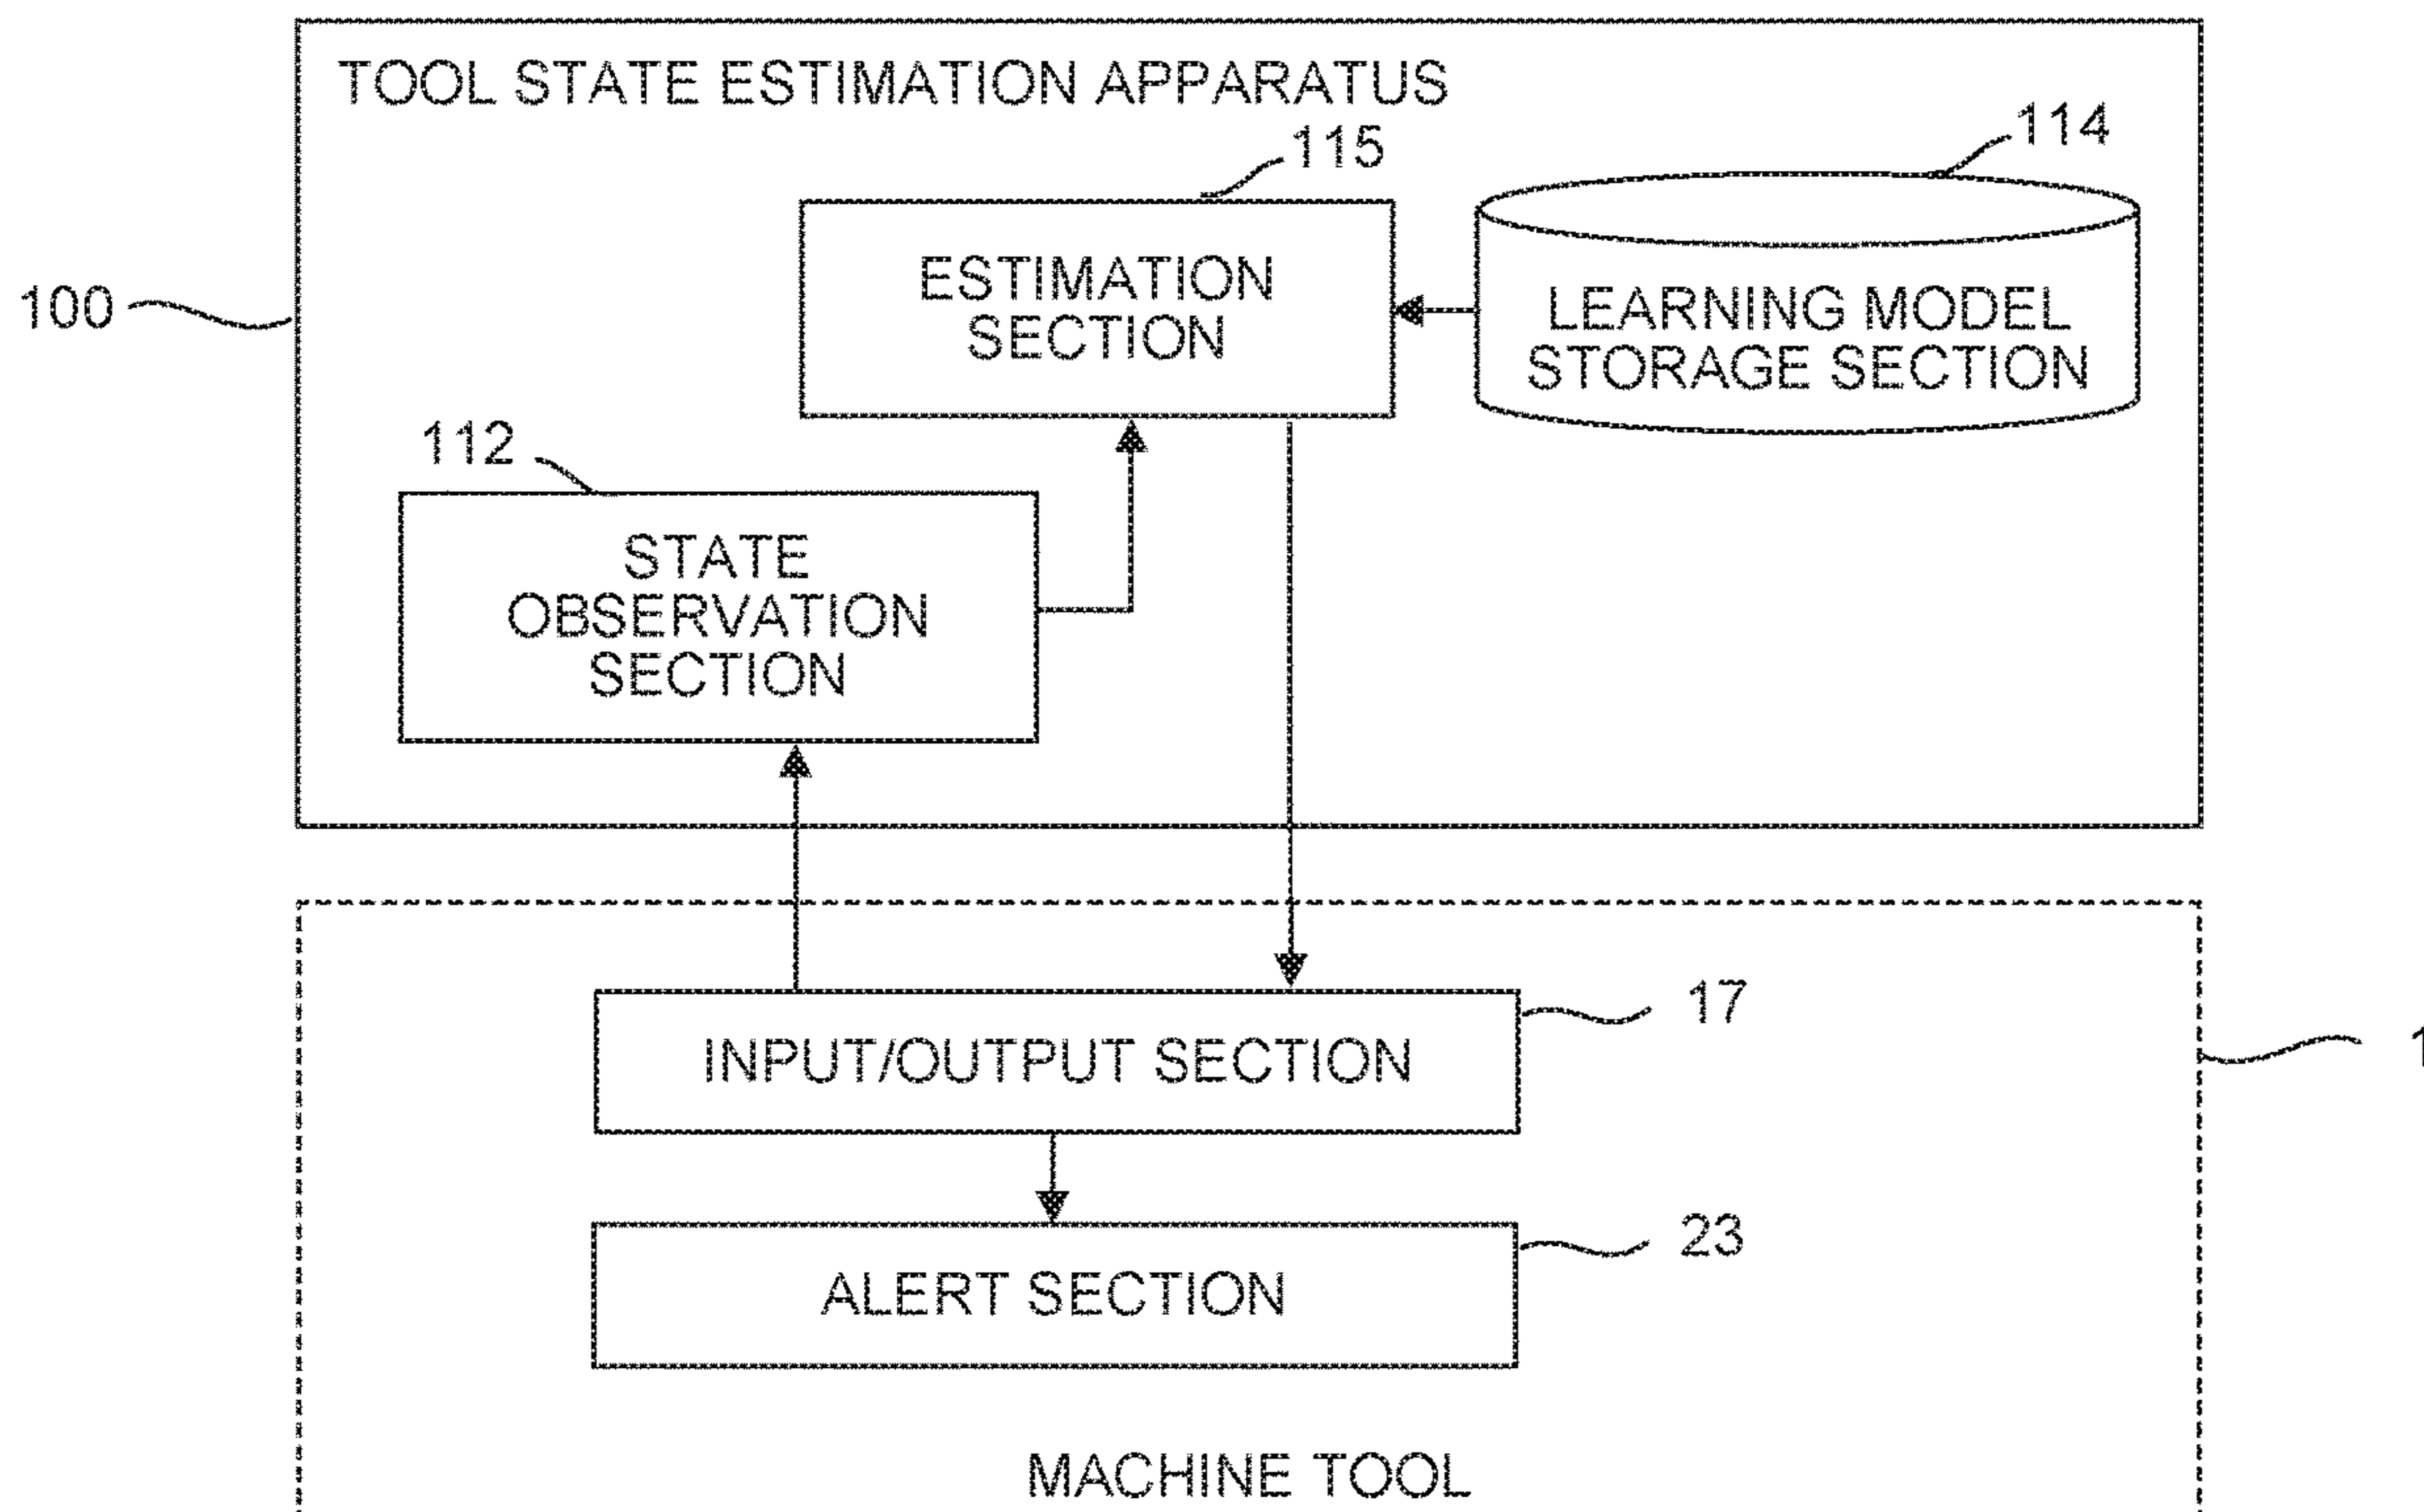 TOOL STATE ESTIMATION APPARATUS
115
114
ESTIMATION
SECTION
100
LEARNING MODEL
STORAGE SECTION
112
STATE
OBSERVATION
SECTION
17
INPUT/OUTPUT SECTION
1
23
ALERT SECTION
MACHINE TOOL